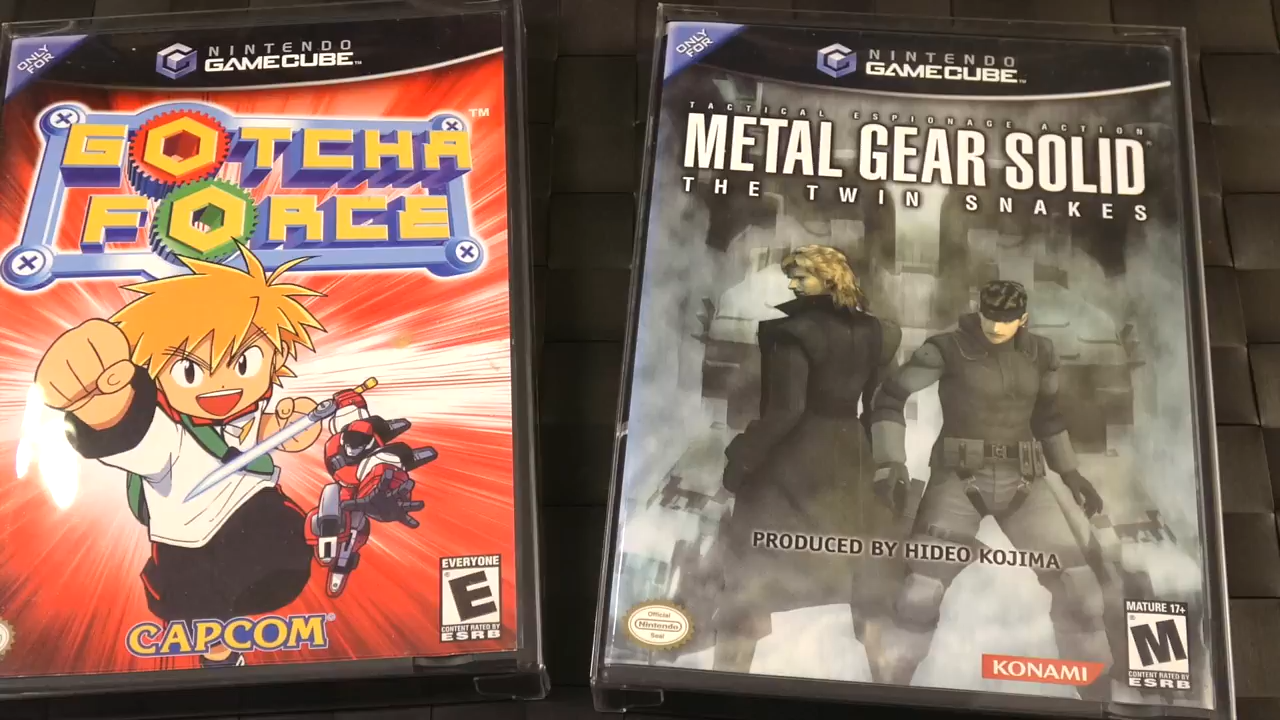 ONLY FOR
NINTENDO
GAMECUBE™
GOTCHA
FORCE
™
EVERYONE
E
CONTENT RATED BY
ESRB
CAPCOM®
ONLY FOR
NINTENDO
GAMECUBE™
TACTICAL ESPIONAGE ACTION
METAL GEAR SOLID®
THE TWIN SNAKES
PRODUCED BY HIDEO KOJIMA
Official
Nintendo
Seal
KONAMI
MATURE 17+
M
CONTENT RATED BY
ESRB